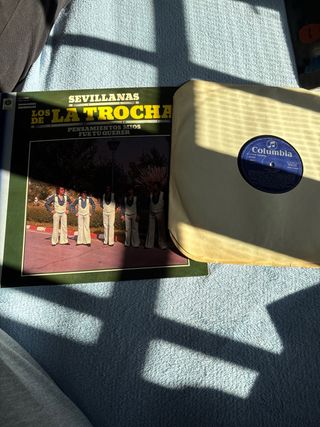 SEVILLANAS
LOS DE LA TROCHA
PENSAMIENTOS MIOS
FUE TU QUERER
Columbia